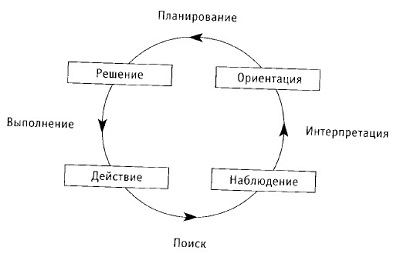 Планирование
Решение
Ориентация
Выполнение
Интерпретация
Действие
Наблюдение
Поиск